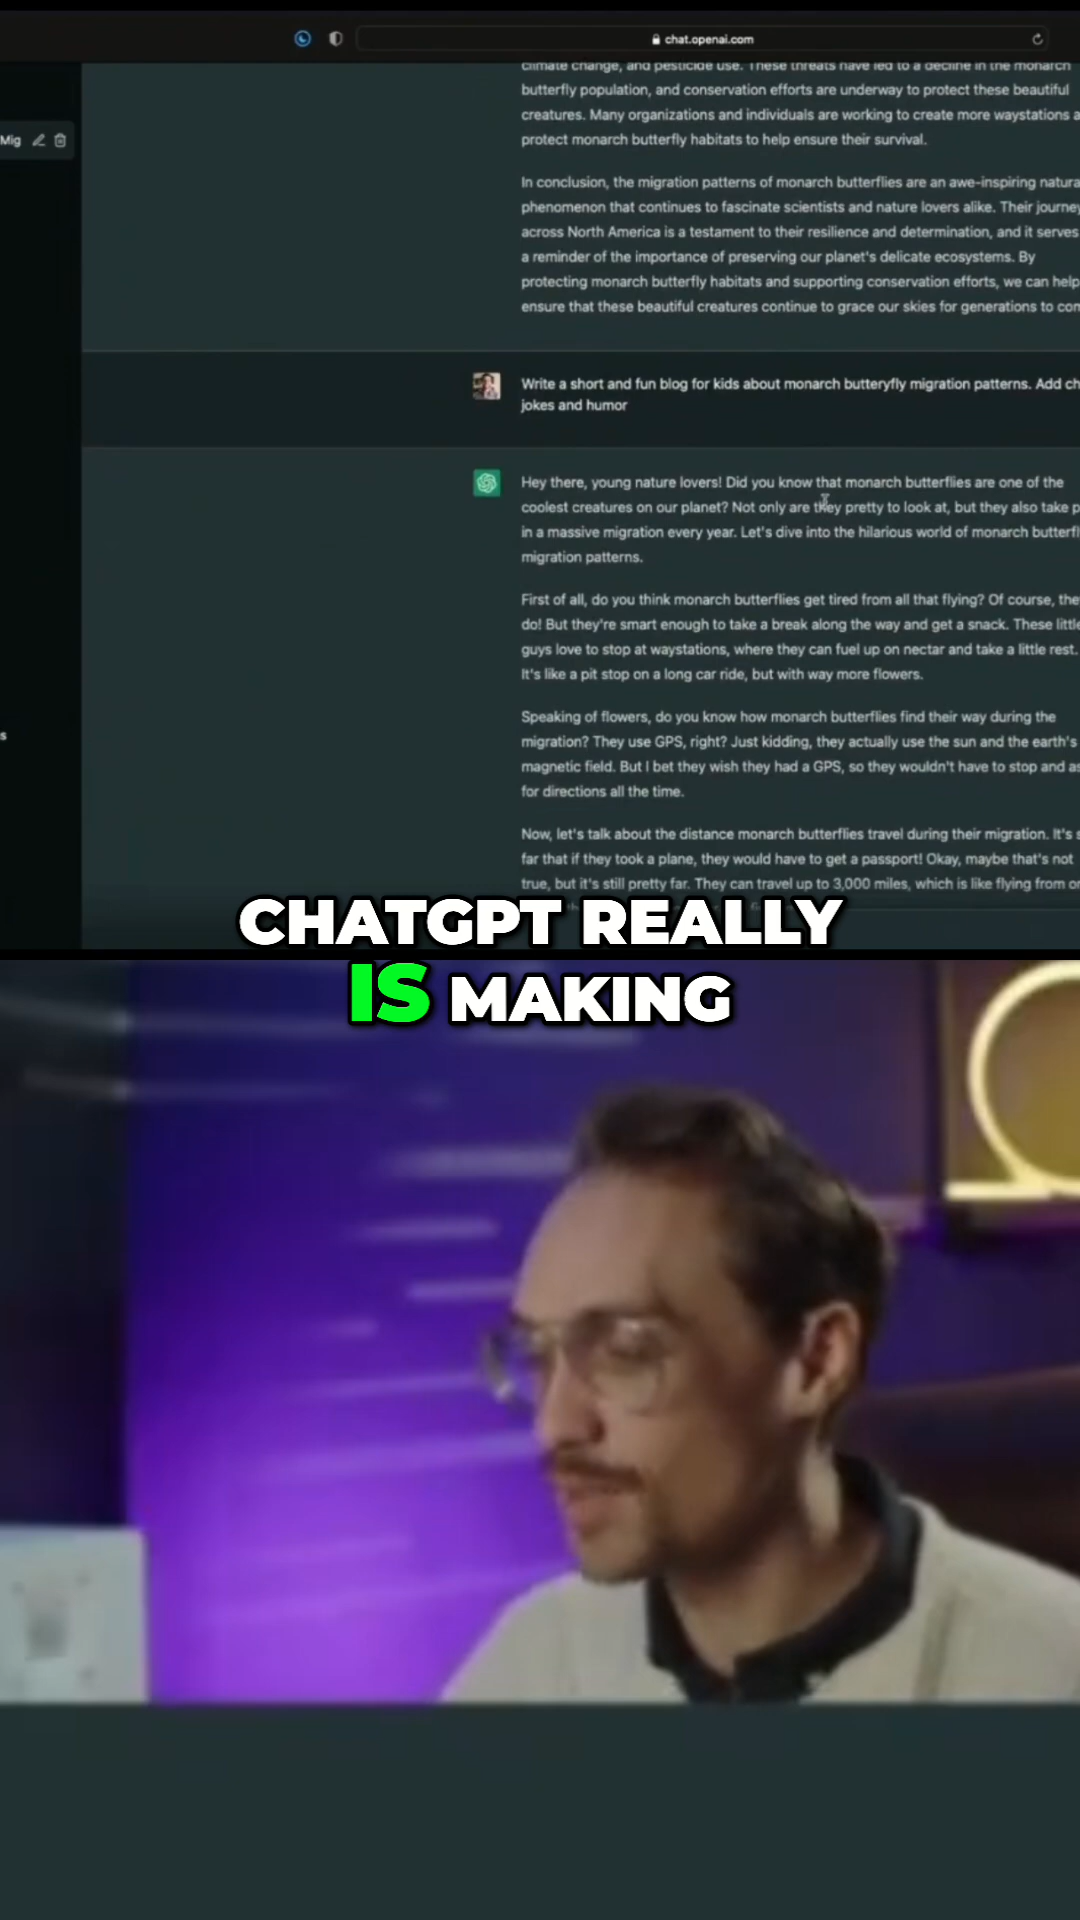 chat.openai.com
climate change, and pesticide use. These threats have led to a decline in the monarch
butterfly population, and conservation efforts are underway to protect these beautiful
creatures. Many organizations and individuals are working to create more waystations
protect monarch butterfly habitats to help ensure their survival.
Mig
In conclusion, the migration patterns of monarch butterflies are an awe-inspiring natura
phenomenon that continues to fascinate scientists and nature lovers alike. Their journey
across North America is a testament to their resilience and determination, and it serves
a reminder of the importance of preserving our planet's delicate ecosystems. By
protecting monarch butterfly habitats and supporting conservation efforts, we can help
ensure that these beautiful creatures continue to grace our skies for generations to con
Write a short and fun blog for kids about monarch butteryfly migration patterns. Add ch
jokes and humor
Hey there, young nature lovers! Did you know that monarch butterflies are one of the
coolest creatures on our planet? Not only are they pretty to look at, but they also take p
in a massive migration every year. Let's dive into the hilarious world of monarch butterfl
migration patterns.
First of all, do you think monarch butterflies get tired from all that flying? Of course, the
do! But they're smart enough to take a break along the way and get a snack. These little
guys love to stop at waystations, where they can fuel up on nectar and take a little rest.
It's like a pit stop on a long car ride, but with way more flowers.
Speaking of flowers, do you know how monarch butterflies find their way during the
s
migration? They use GPS, right? Just kidding, they actually use the sun and the earth's
magnetic field. But I bet they wish they had a GPS, so they wouldn't have to stop and as
for directions all the time.
Now, let's talk about the distance monarch butterflies travel during their migration. It's s
far that if they took a plane, they would have to get a passport! Okay, maybe that's not
true, but it's still pretty far. They can travel up to 3,000 miles, which is like flying from o
CHATGPT REALLY
IS MAKING